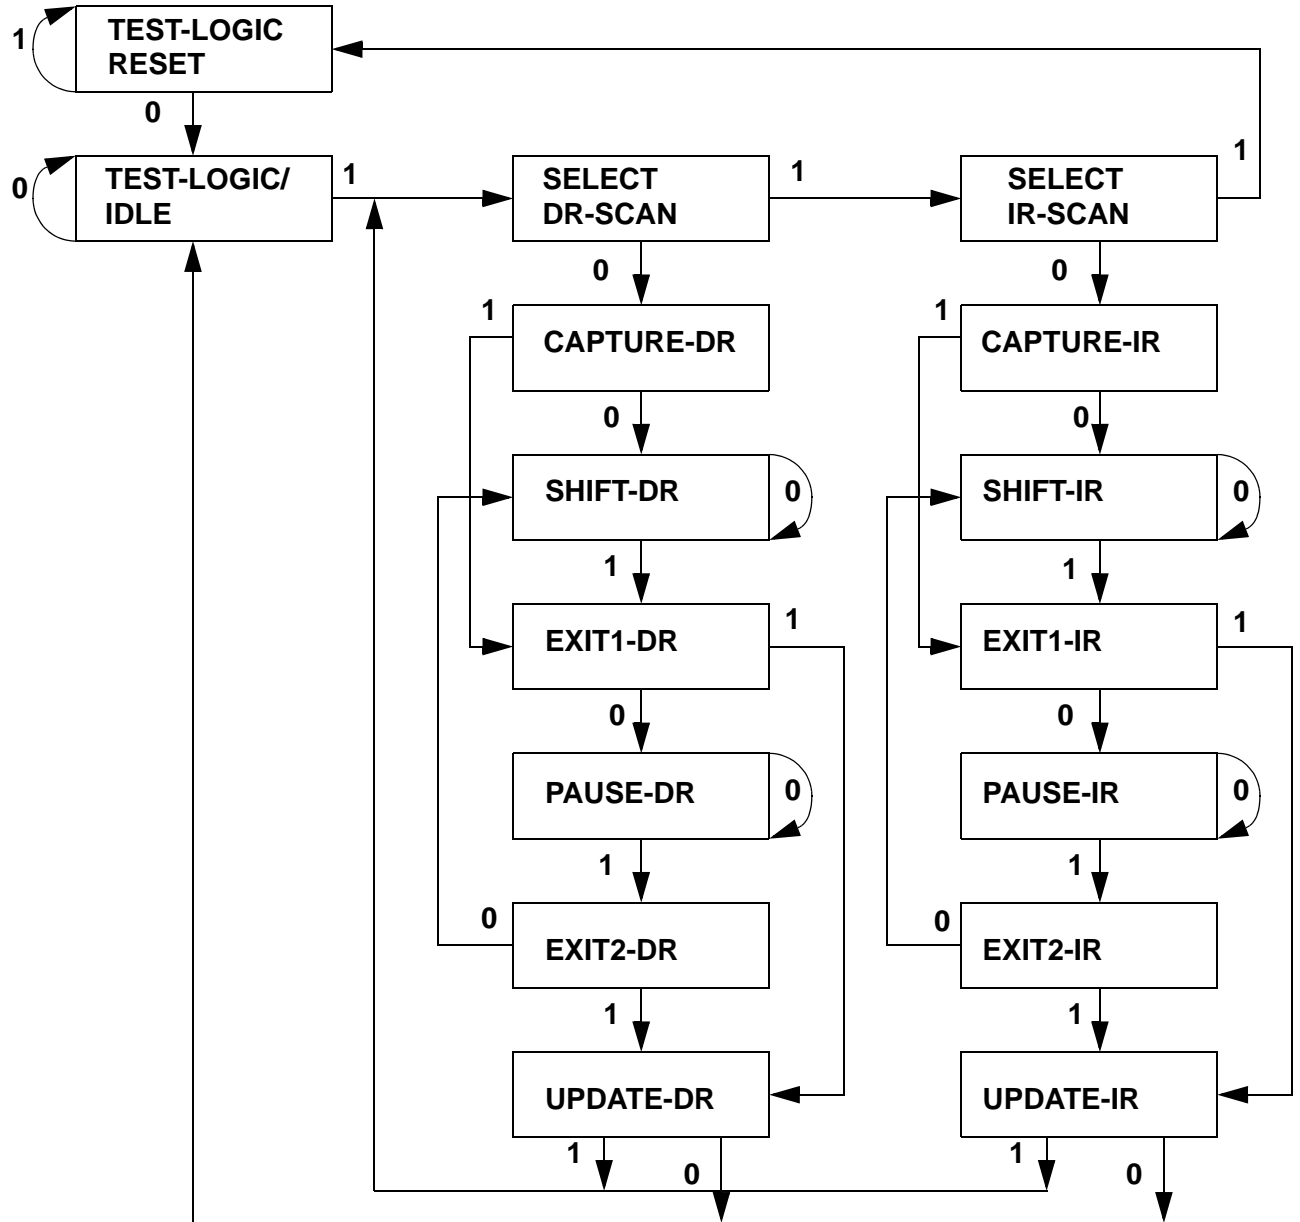 TEST-LOGIC
RESET
1
0
TEST-LOGIC/
IDLE
0
1
SELECT
DR-SCAN
1
SELECT
IR-SCAN
1
0
0
1
CAPTURE-DR
1
CAPTURE-IR
0
0
SHIFT-DR
0
SHIFT-IR
0
1
1
EXIT1-DR
1
EXIT1-IR
1
0
0
PAUSE-DR
0
PAUSE-IR
0
1
1
0
EXIT2-DR
0
EXIT2-IR
1
1
UPDATE-DR
UPDATE-IR
1
0
1
0